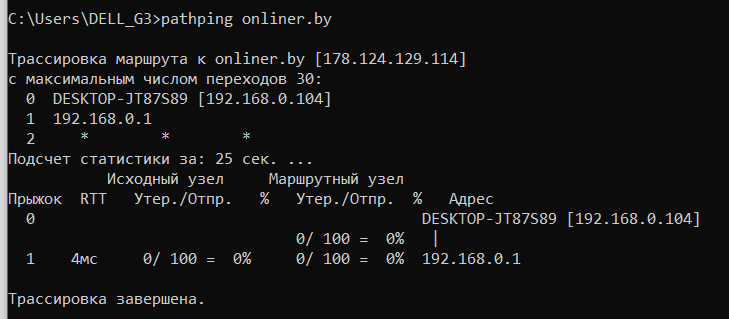 C:\Users\DELL_G3>pathping onliner.by
Трассировка маршрута к onliner.by [178.124.129.114]
с максимальным числом переходов 30:
  0  DESKTOP-JT87S89 [192.168.0.104]
  1  192.168.0.1
  2     *        *        *
Подсчет статистики за: 25 сек. ...
            Исходный узел     Маршрутный узел
Прыжок  RTT   Утер./Отпр.   %   Утер./Отпр.  %   Адрес
  0                                           DESKTOP-JT87S89 [192.168.0.104]
                                0/ 100 =  0%   |
  1    4мс     0/ 100 =  0%     0/ 100 =  0%  192.168.0.1
Трассировка завершена.